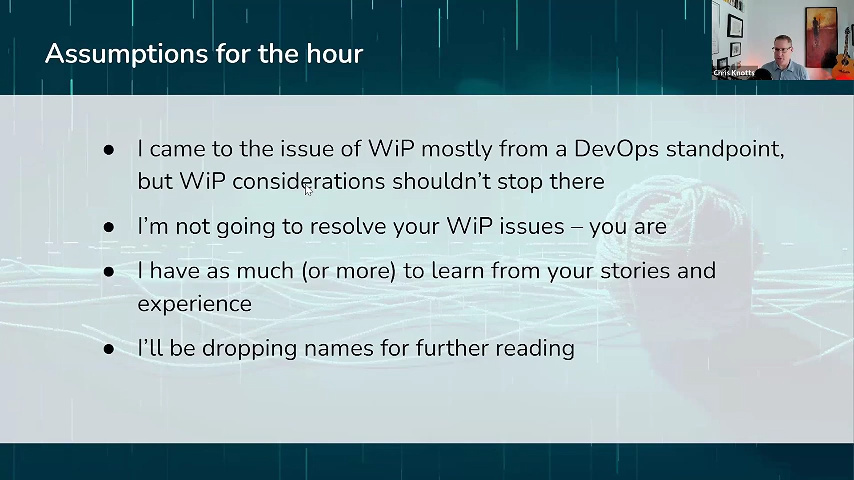 Assumptions for the hour
Chris Knotts
● I came to the issue of WiP mostly from a DevOps standpoint,
but WiP considerations shouldn't stop there
● I'm not going to resolve your WiP issues – you are
● I have as much (or more) to learn from your stories and
experience
● I'll be dropping names for further reading